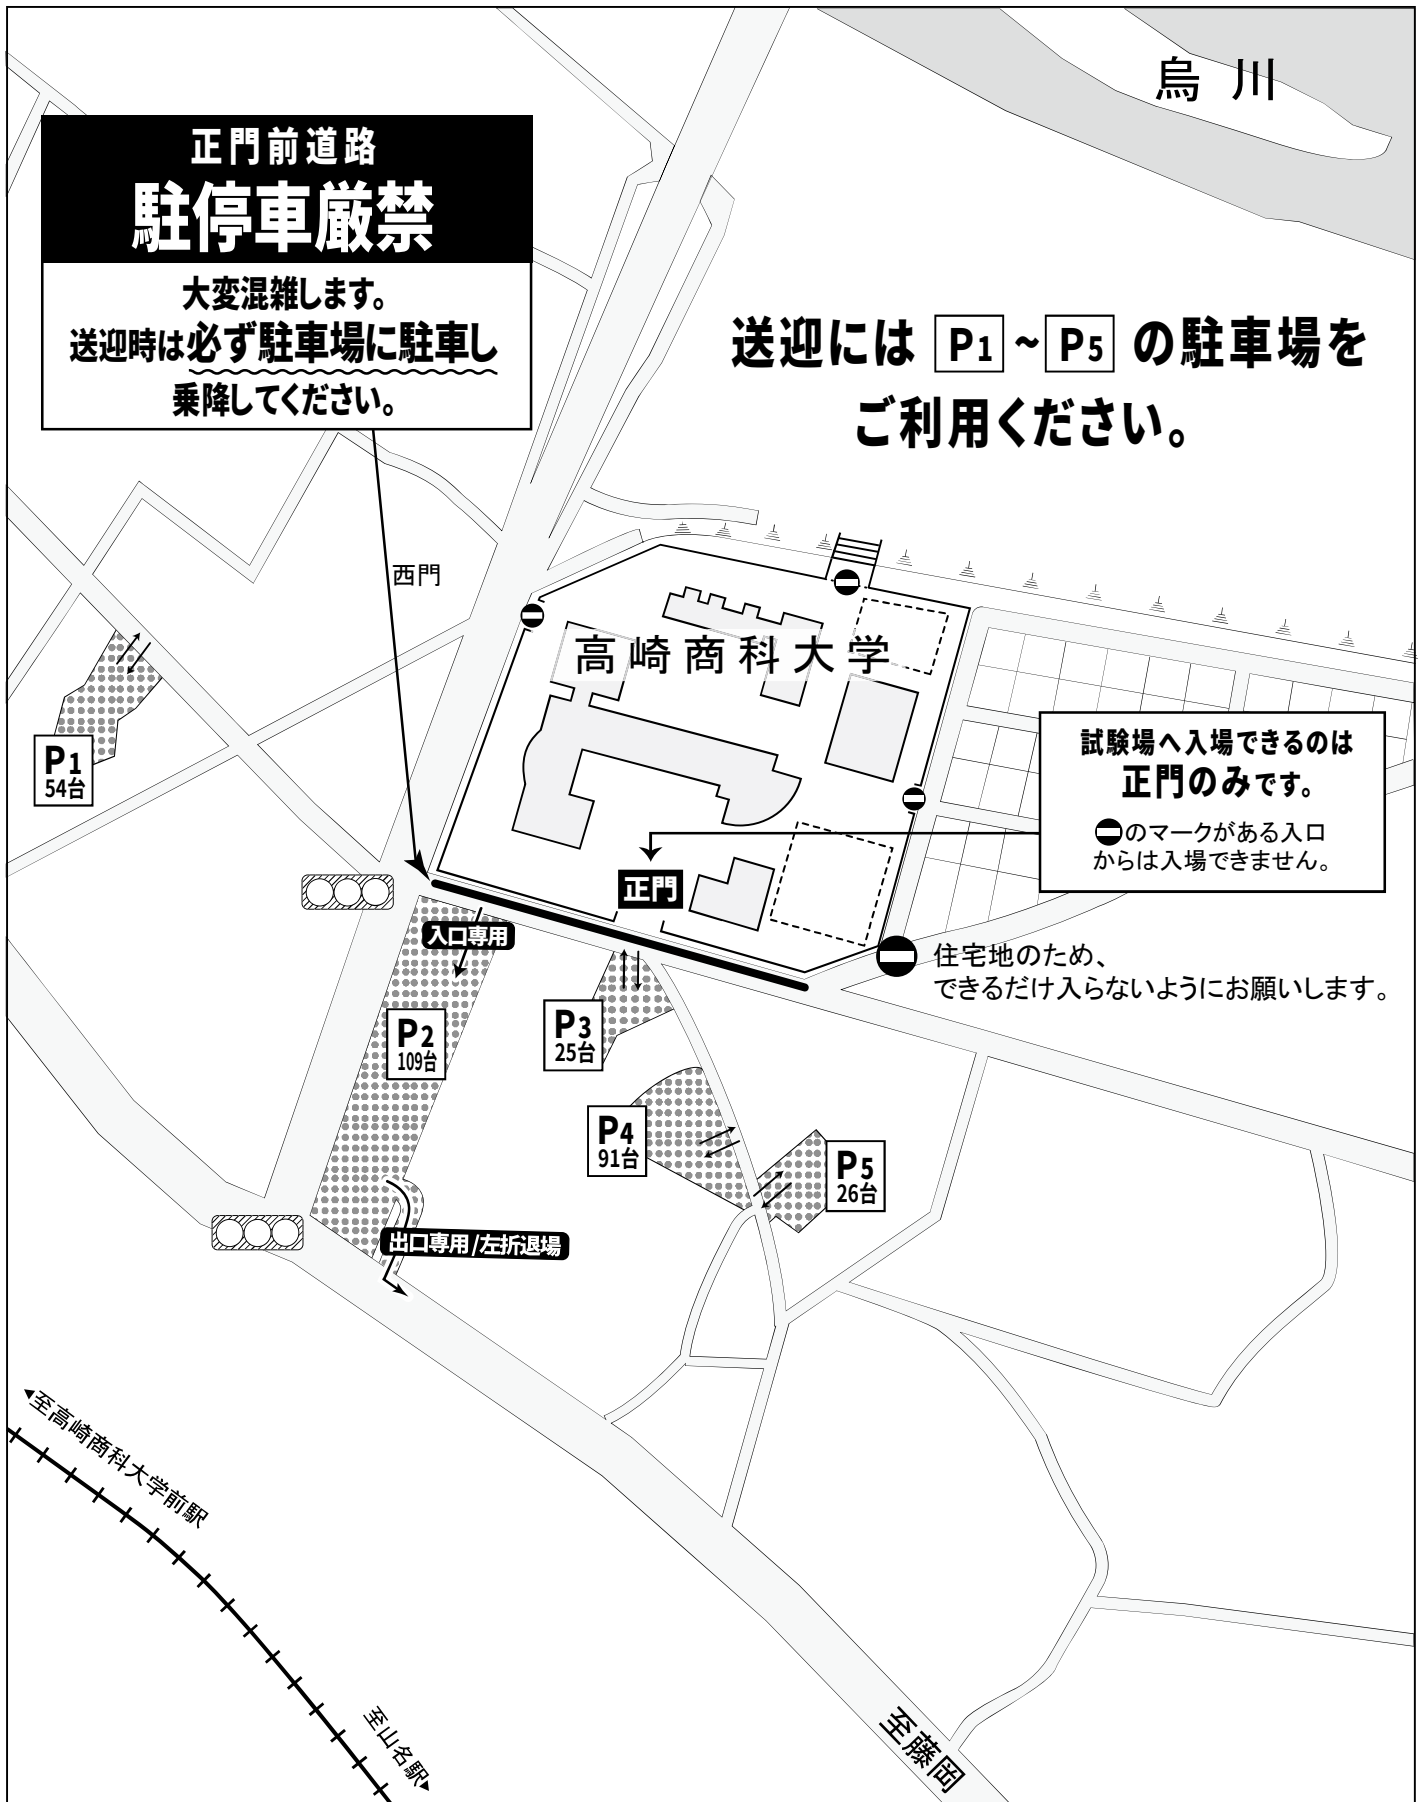 烏川
正門前道路
駐停車厳禁
大変混雑します。
送迎時は必ず駐車場に駐車し
乗降してください。
送迎には P1 ~ P5 の駐車場を
ご利用ください。
西門
高崎商科大学
試験場へ入場できるのは
正門のみです。
のマークがある入口
からは入場できません。
P1
54台
正門
入口専用
住宅地のため、
できるだけ入らないようにお願いします。
P2
109台
P3
25台
P4
91台
P5
26台
出口専用/左折退場
至高崎商科大学前駅
至山名駅
至藤岡